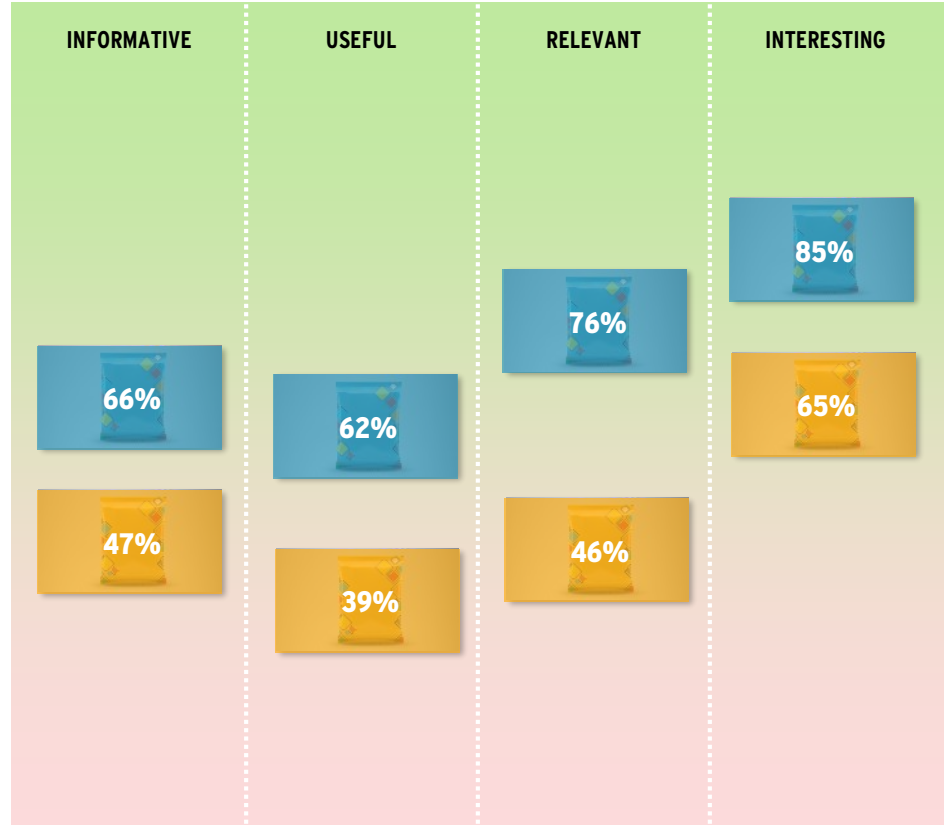 INFORMATIVE
USEFUL
RELEVANT
INTERESTING
85%
76%
66%
62%
65%
47%
46%
39%